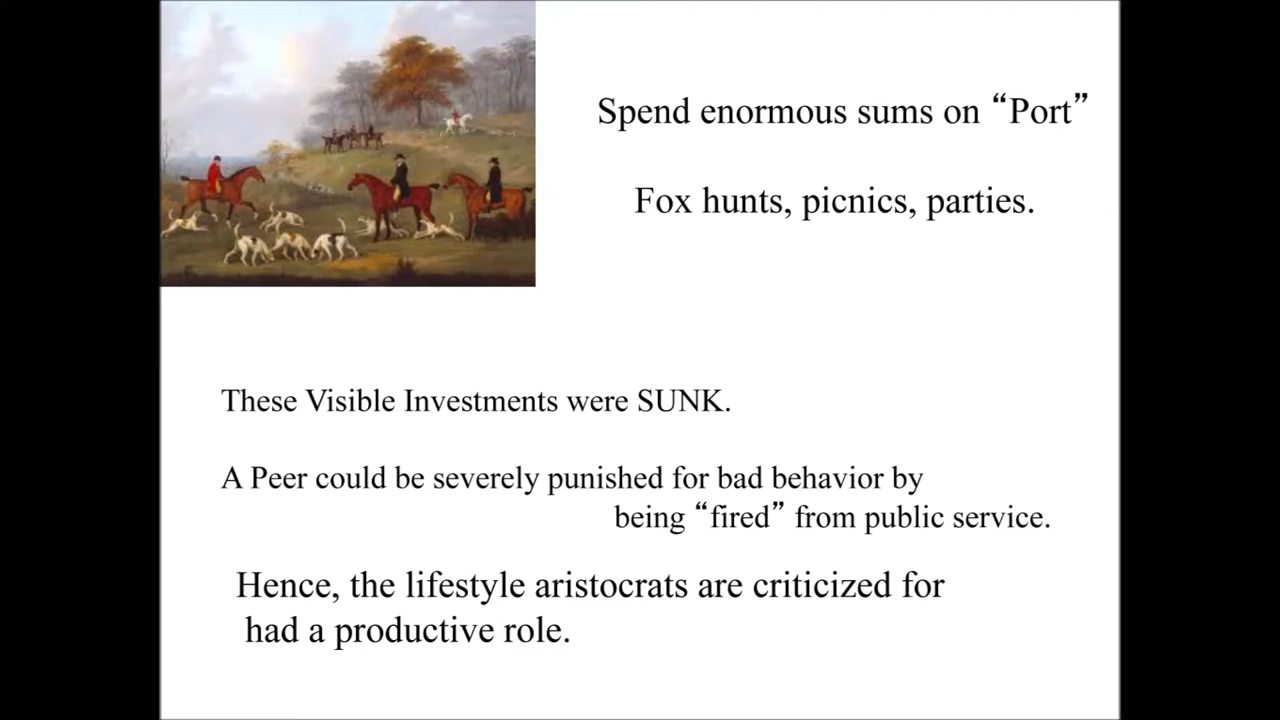 Spend enormous sums on “Port”
Fox hunts, picnics, parties.
These Visible Investments were SUNK.
A Peer could be severely punished for bad behavior by
being “fired” from public service.
Hence, the lifestyle aristocrats are criticized for
had a productive role.